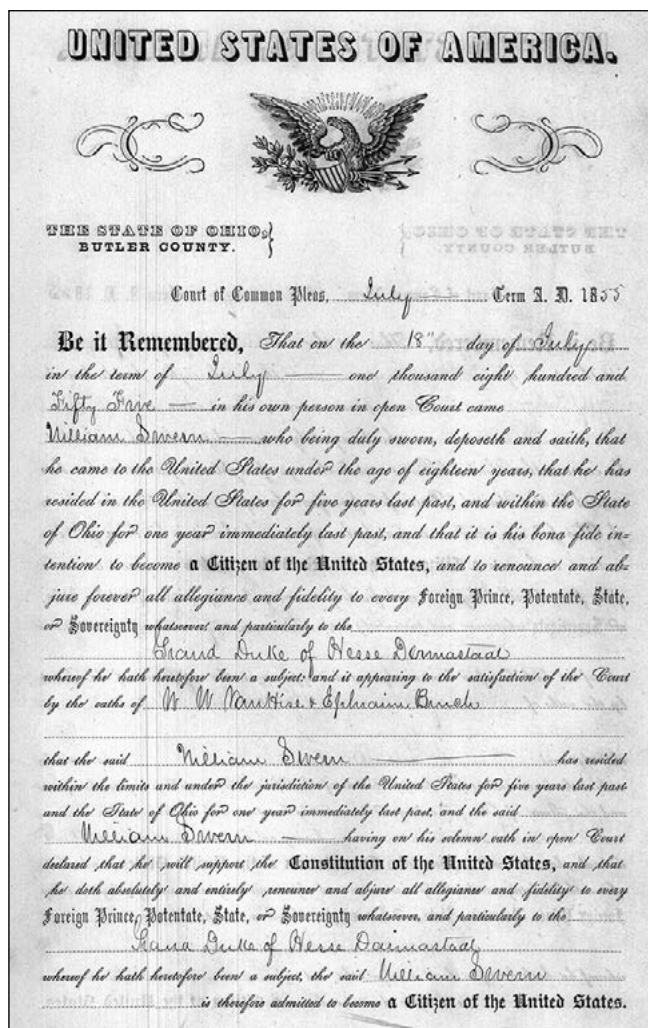 UNITED STATES OF AMERICA.
THE STATE OF OHIO,
BUTLER COUNTY.
Court of Common Pleas, July Term A. D. 1855
Be it Remembered, That on the 18" day of July
in the term of July — one thousand eight hundred and
Fifty Five — in his own person in open Court came
William — who being duly sworn, deposeth and saith, that
he came to the United States under the age of eighteen years, that he has
resided in the United States for five years last past, and within the State
of Ohio for one year immediately last past, and that it is his bona fide in-
tention to become a Citizen of the United States, and to renounce and ab-
jure forever all allegiance and fidelity to every Foreign Prince, Potentate, State,
or Sovereignty whatsoever and particularly to the
Grand Duke of Hesse Dermastadt
whereof he hath heretofore been a subject: and it appearing to the satisfaction of the Court
by the oaths of W W VanHise & Ephraim
that the said William has resided
within the limits and under the jurisdiction of the United States for five years last past
and the State of Ohio for one year immediately last past, and the said
William — having on his solemn oath in open Court
declared that he will support the Constitution of the United States, and that
he doth absolutely and entirely renounce and abjure all allegiance and fidelity to every
Foreign Prince, Potentate, State, or Sovereignty whatsoever, and particularly to the
Grand Duke of Hesse Darmastadt
whereof he hath heretofore been a subject, the said William
is therefore admitted to become a Citizen of the United States.